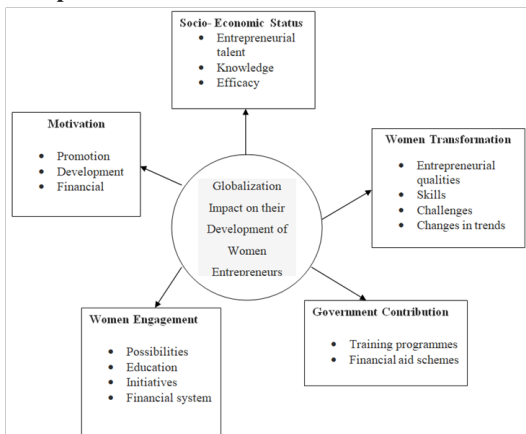 Socio- Economic Status
• Entrepreneurial
talent
• Knowledge
• Efficacy
Motivation
• Promotion
• Development
• Financial
Women Transformation
• Entrepreneurial
qualities
• Skills
• Challenges
• Changes in trends
Globalization
Impact on their
Development of
Women
Entrepreneurs
Women Engagement
• Possibilities
• Education
• Initiatives
• Financial system
Government Contribution
• Training programmes
• Financial aid schemes